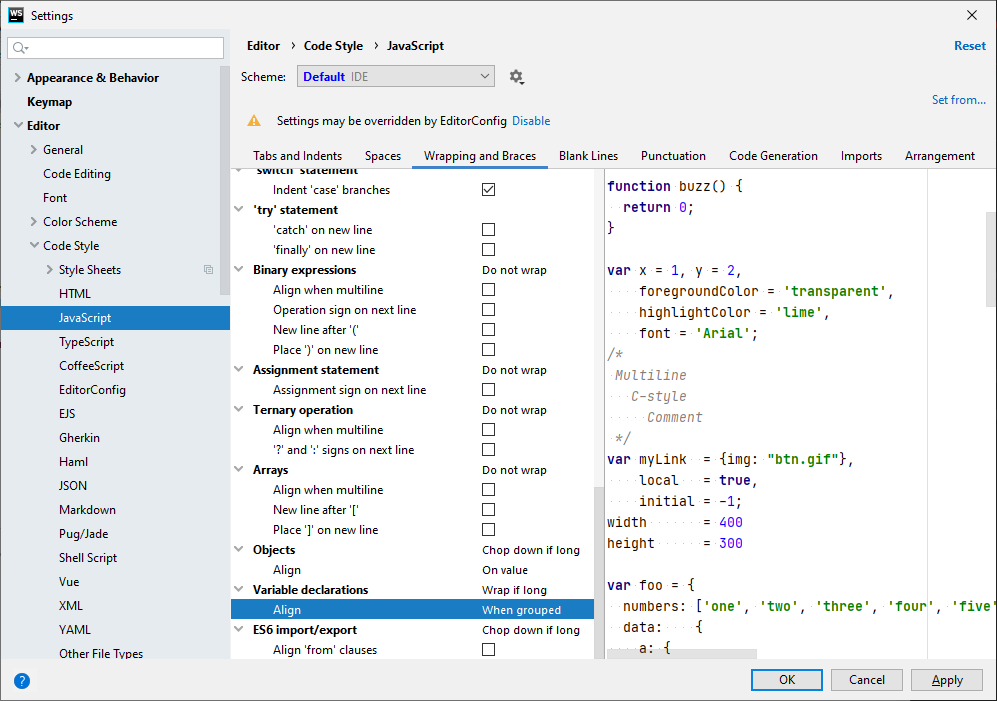 WS Settings
Appearance & Behavior
Keymap
Editor
General
Code Editing
Font
Color Scheme
Code Style
Style Sheets
HTML
JavaScript
TypeScript
CoffeeScript
EditorConfig
EJS
Gherkin
Haml
JSON
Markdown
Pug/Jade
Shell Script
Vue
XML
YAML
Other File Types
Editor › Code Style › JavaScript
Reset
Scheme: Default IDE
Set from...
Settings may be overridden by EditorConfig Disable
Tabs and Indents Spaces Wrapping and Braces Blank Lines Punctuation Code Generation Imports Arrangement
'switch' statement
Indent 'case' branches
'try' statement
'catch' on new line
'finally' on new line
Binary expressions Do not wrap
Align when multiline
Operation sign on next line
New line after '('
Place ')' on new line
Assignment statement Do not wrap
Assignment sign on next line
Ternary operation Do not wrap
Align when multiline
'?' and ':' signs on next line
Arrays Do not wrap
Align when multiline
New line after '['
Place ']' on new line
Objects Chop down if long
Align On value
Variable declarations Wrap if long
Align When grouped
ES6 import/export Chop down if long
Align 'from' clauses
function buzz() {
  return 0;
}
var x = 1, y = 2,
    foregroundColor = 'transparent',
    highlightColor = 'lime',
    font = 'Arial';
/*
 Multiline
   C-style
     Comment
 */
var myLink  = {img: "btn.gif"},
    local   = true,
    initial = -1;
width       = 400
height      = 300
var foo = {
  numbers: ['one', 'two', 'three', 'four', 'five'
  data:    {
    a: {
?
OK Cancel Apply